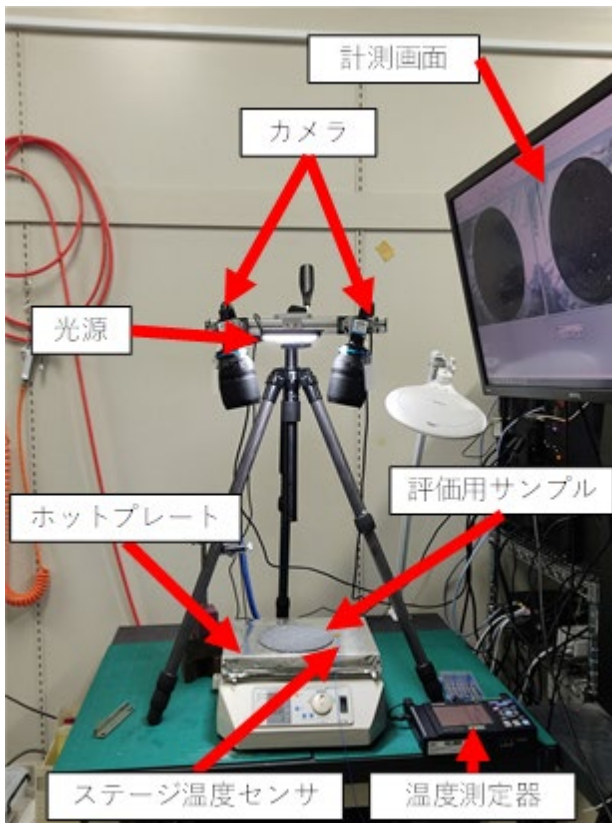 計測画面
カメラ
光源
ホットプレート
評価用サンプル
ステージ温度センサ
温度測定器